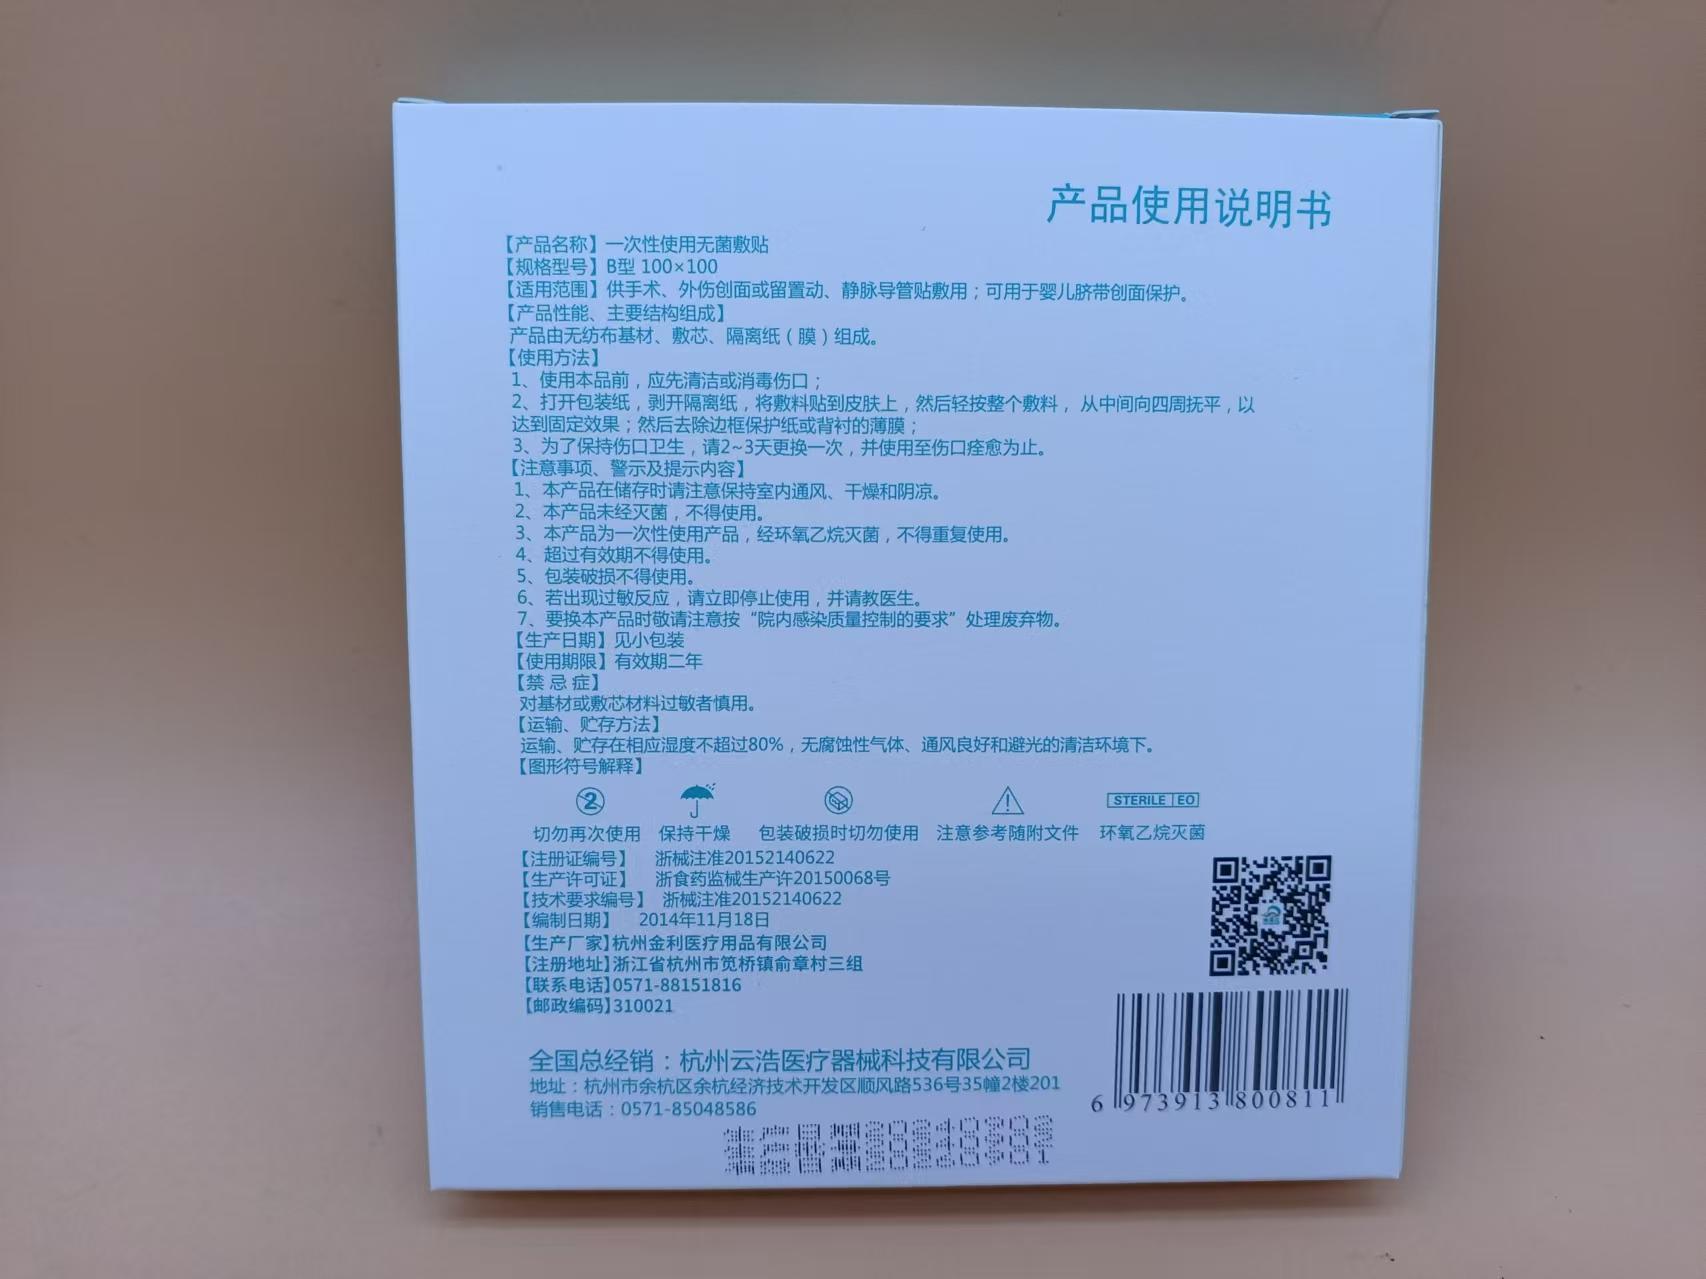 产品使用说明书
【产品名称】一次性使用无菌敷贴
【规格型号】B型 100×100
【适用范围】供手术、外伤创面或留置动、静脉导管贴敷用；可用于婴儿脐带创面保护。
【产品性能、主要结构组成】
产品由无纺布基材、敷芯、隔离纸（膜）组成。
【使用方法】
1、使用本品前，应先清洁或消毒伤口；
2、打开包装纸，剥开隔离纸，将敷料贴到皮肤上，然后轻按整个敷料， 从中间向四周抚平，以
达到固定效果；然后去除边框保护纸或背衬的薄膜；
3、为了保持伤口卫生，请2~3天更换一次，并使用至伤口痊愈为止。
【注意事项、警示及提示内容】
1、本产品在储存时请注意保持室内通风、干燥和阴凉。
2、本产品未经灭菌，不得使用。
3、本产品为一次性使用产品，经环氧乙烷灭菌，不得重复使用。
4、超过有效期不得使用。
5、包装破损不得使用。
6、若出现过敏反应，请立即停止使用，并请教医生。
7、要换本产品时敬请注意按“院内感染质量控制的要求”处理废弃物。
【生产日期】见小包装
【使用期限】有效期二年
【禁 忌 症】
对基材或敷芯材料过敏者慎用。
【运输、贮存方法】
运输、贮存在相应湿度不超过80%，无腐蚀性气体、通风良好和避光的清洁环境下。
【图形符号解释】
2 STERILE EO
切勿再次使用 保持干燥 包装破损时切勿使用 注意参考随附文件 环氧乙烷灭菌
【注册证编号】 浙械注准20152140622
【生产许可证】 浙食药监械生产许20150068号
【技术要求编号】 浙械注准20152140622
【编制日期】 2014年11月18日
【生产厂家】杭州金利医疗用品有限公司
【注册地址】浙江省杭州市笕桥镇俞章村三组
【联系电话】0571-88151816
【邮政编码】310021
全国总经销：杭州云浩医疗器械科技有限公司
地址：杭州市余杭区余杭经济技术开发区顺风路536号35幢2楼201
销售电话：0571-85048586
6 973913 800811
生产日期